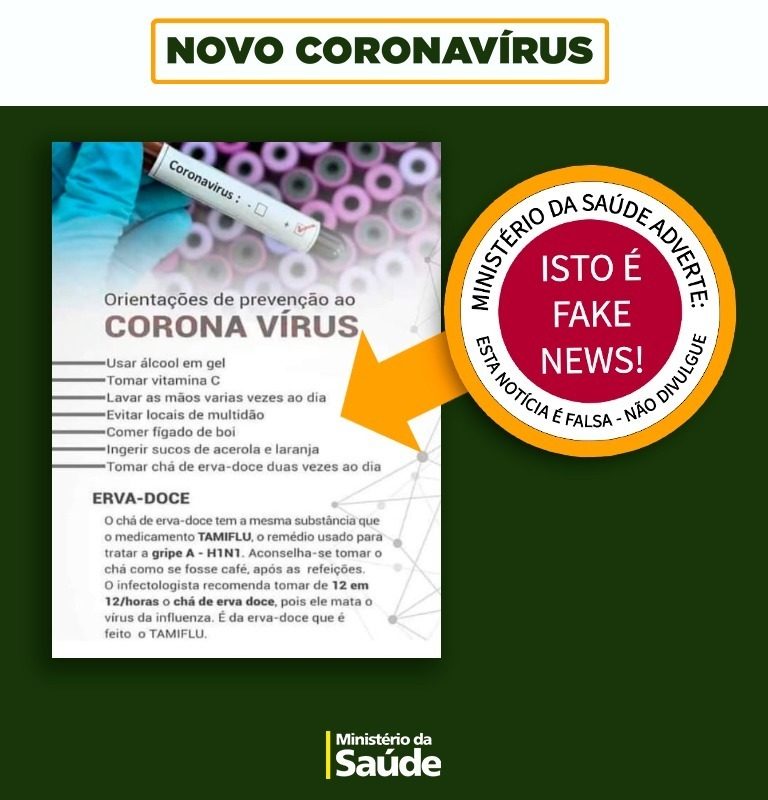 NOVO CORONAVÍRUS
Coronavírus : - +
Orientações de prevenção ao
CORONA VÍRUS
Usar álcool em gel
Tomar vitamina C
Lavar as mãos varias vezes ao dia
Evitar locais de multidão
Comer fígado de boi
Ingerir sucos de acerola e laranja
Tomar chá de erva-doce duas vezes ao dia
ERVA-DOCE
O chá de erva-doce tem a mesma substância que
o medicamento TAMIFLU, o remédio usado para
tratar a gripe A - H1N1. Aconselha-se tomar o
chá como se fosse café, após as refeições.
O infectologista recomenda tomar de 12 em
12/horas o chá de erva doce, pois ele mata o
vírus da influenza. É da erva-doce que é
feito o TAMIFLU.
MINISTÉRIO DA SAÚDE ADVERTE:
ISTO É
FAKE
NEWS!
ESTA NOTÍCIA É FALSA - NÃO DIVULGUE
Ministério da
Saúde